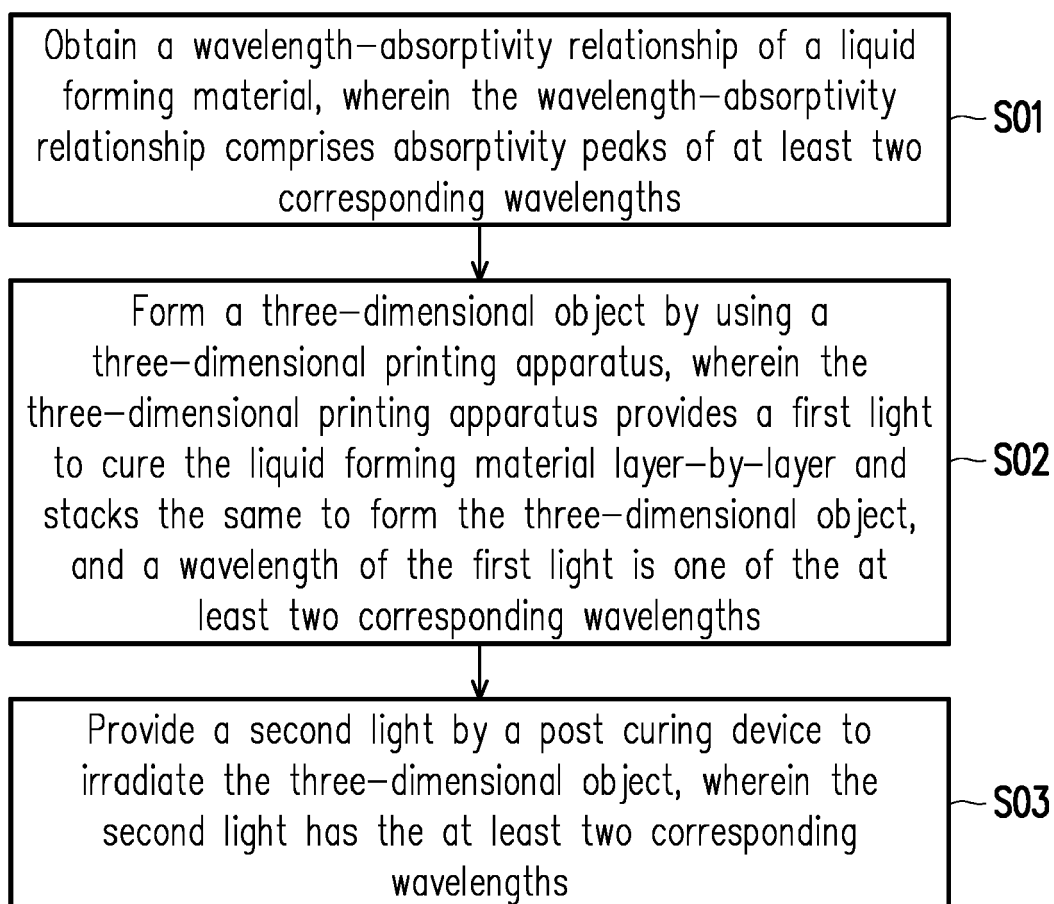 Obtain a wavelength-absorptivity relationship of a liquid
forming material, wherein the wavelength-absorptivity
relationship comprises absorptivity peaks of at least two
corresponding wavelengths
S01
Form a three-dimensional object by using a
three-dimensional printing apparatus, wherein the
three-dimensional printing apparatus provides a first light
to cure the liquid forming material layer-by-layer and
stacks the same to form the three-dimensional object,
and a wavelength of the first light is one of the at
least two corresponding wavelengths
S02
Provide a second light by a post curing device to
irradiate the three-dimensional object, wherein the
second light has the at least two corresponding
wavelengths
S03